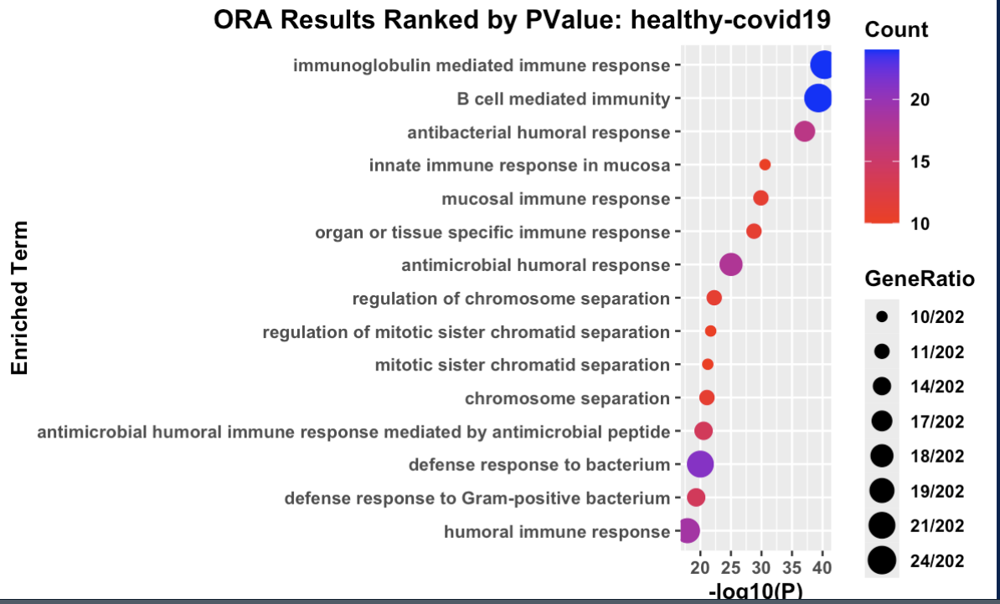 ORA Results Ranked by PValue: healthy-covid19
Enriched Term
immunoglobulin mediated immune response
B cell mediated immunity
antibacterial humoral response
innate immune response in mucosa
mucosal immune response
organ or tissue specific immune response
antimicrobial humoral response
regulation of chromosome separation
regulation of mitotic sister chromatid separation
mitotic sister chromatid separation
chromosome separation
antimicrobial humoral immune response mediated by antimicrobial peptide
defense response to bacterium
defense response to Gram-positive bacterium
humoral immune response
20 25 30 35 40
-log10(P)
Count
20
15
10
GeneRatio
10/202
11/202
14/202
17/202
18/202
19/202
21/202
24/202